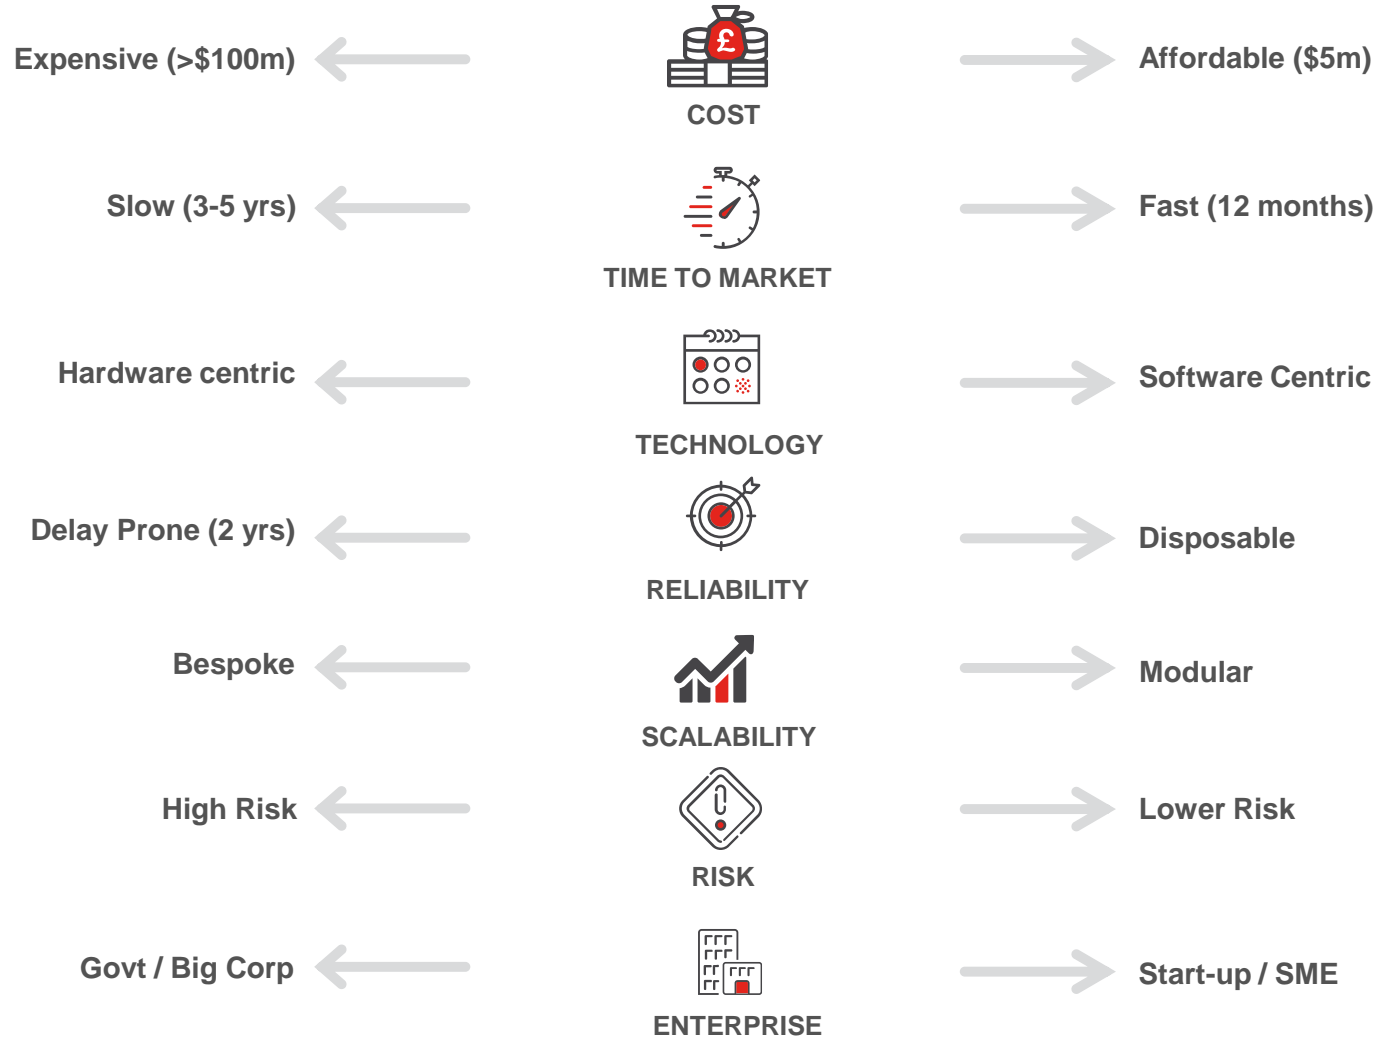 Expensive (>$100m)
£
COST
Affordable ($5m)
Slow (3-5 yrs)
TIME TO MARKET
Fast (12 months)
Hardware centric
TECHNOLOGY
Software Centric
Delay Prone (2 yrs)
RELIABILITY
Disposable
Bespoke
SCALABILITY
Modular
High Risk
RISK
Lower Risk
Govt / Big Corp
ENTERPRISE
Start-up / SME